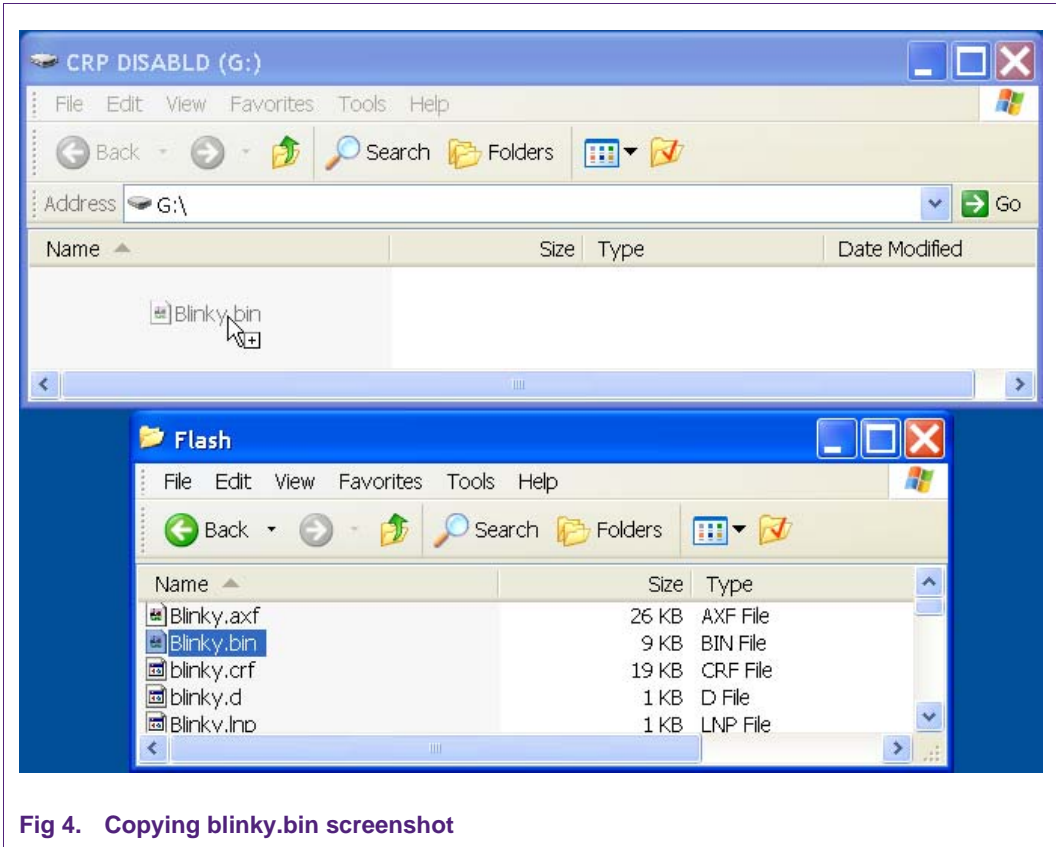 CRP DISABLD (G:)
File Edit View Favorites Tools Help
Back Search Folders
Address G:\ Go
Name Size Type Date Modified
Blinky.bin
Flash
File Edit View Favorites Tools Help
Back Search Folders
Name Size Type
Blinky.axf 26 KB AXF File
Blinky.bin 9 KB BIN File
blinky.crf 19 KB CRF File
blinky.d 1 KB D File
Blinky.lnp 1 KB LNP File
Fig 4. Copying blinky.bin screenshot